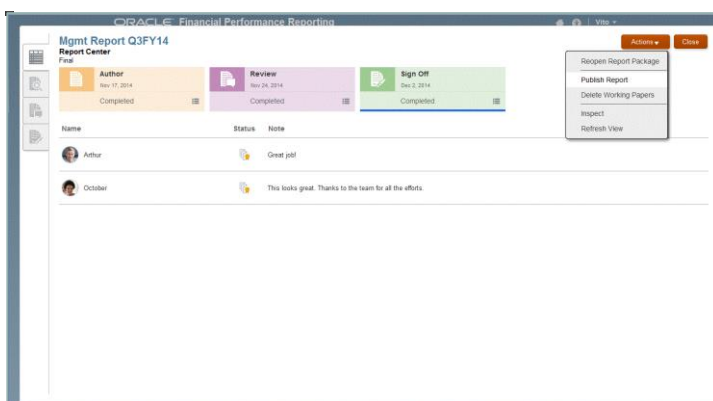 ORACLE Financial Performance Reporting
Vito
Mgmt Report Q3FY14
Report Center
Final
Actions
Close
Author
Nov 17, 2014
Completed
Review
Nov 24, 2014
Completed
Sign Off
Dec 2, 2014
Completed
Reopen Report Package
Publish Report
Delete Working Papers
Inspect
Refresh View
Name Status Note
Arthur Great job!
October This looks great. Thanks to the team for all the efforts.